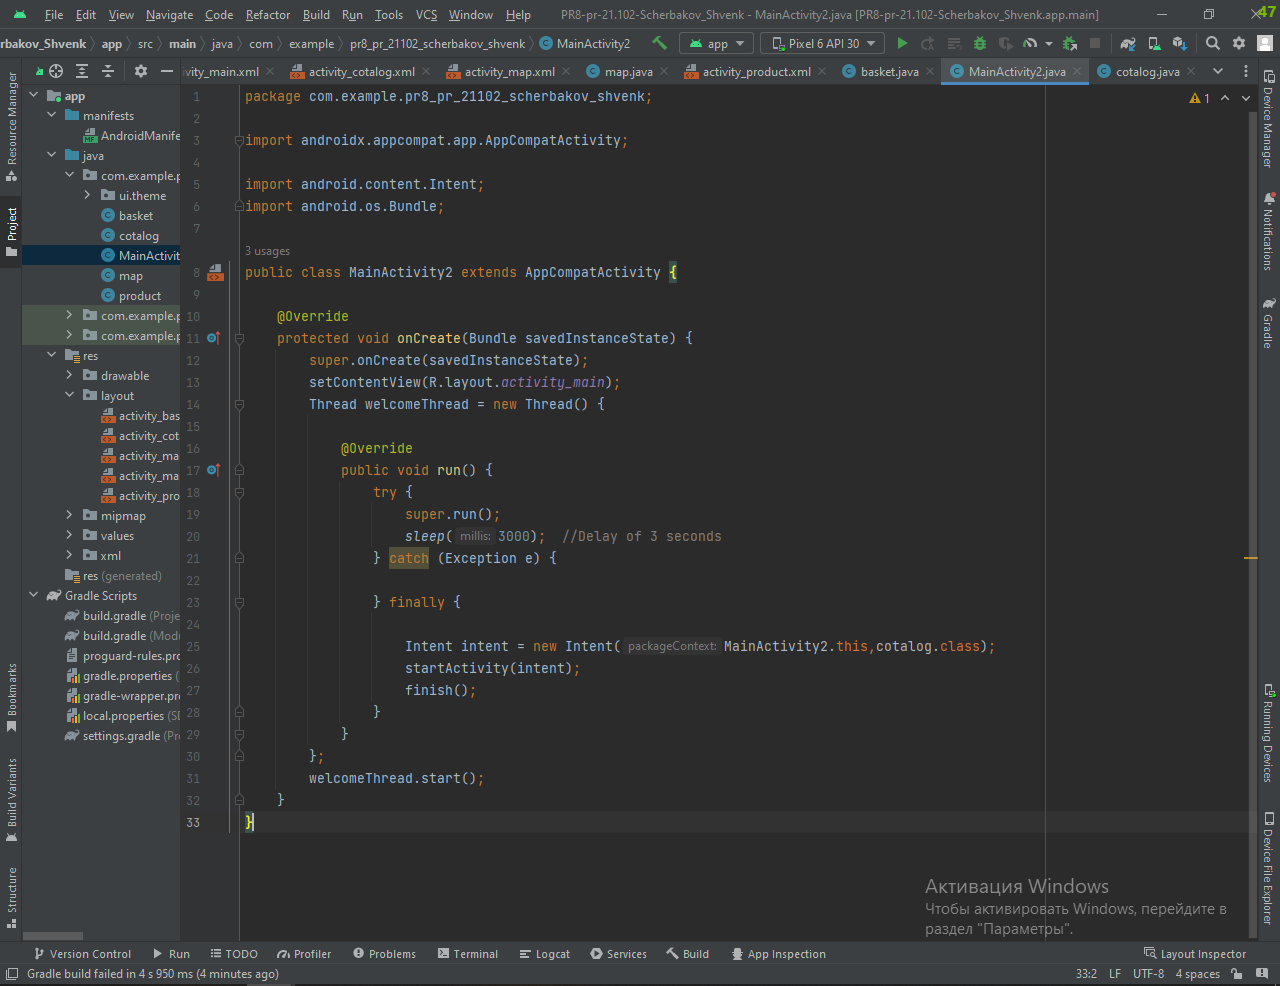 File Edit View Navigate Code Refactor Build Run Tools VCS Window Help PR8-pr-21.102-Scherbakov_Shvenk - MainActivity2.java [PR8-pr-21.102-Scherbakov_Shvenk.app.main] 47
rbakov_Shvenk app src main java com example pr8_pr_21102_scherbakov_shvenk MainActivity2 app Pixel 6 API 30
ivity_main.xml activity_cotalog.xml activity_map.xml map.java activity_product.xml basket.java MainActivity2.java cotalog.java
Resource Manager
Project
Bookmarks
Build Variants
Structure
app
manifests
AndroidManife
java
com.example.p
ui.theme
basket
cotalog
MainActivit
map
product
com.example.p
com.example.p
res
drawable
layout
activity_bas
activity_cot
activity_ma
activity_ma
activity_pro
mipmap
values
xml
res (generated)
Gradle Scripts
build.gradle (Proje
build.gradle (Modu
proguard-rules.pro
gradle.properties (
gradle-wrapper.pr
local.properties (SD
settings.gradle (Pro
1 package com.example.pr8_pr_21102_scherbakov_shvenk;
2
3 import androidx.appcompat.app.AppCompatActivity;
4
5 import android.content.Intent;
6 import android.os.Bundle;
7
3 usages
8 public class MainActivity2 extends AppCompatActivity {
9
10 @Override
11 protected void onCreate(Bundle savedInstanceState) {
12 super.onCreate(savedInstanceState);
13 setContentView(R.layout.activity_main);
14 Thread welcomeThread = new Thread() {
15
16 @Override
17 public void run() {
18 try {
19 super.run();
20 sleep( millis: 3000); //Delay of 3 seconds
21 } catch (Exception e) {
22
23 } finally {
24
25 Intent intent = new Intent( packageContext: MainActivity2.this,cotalog.class);
26 startActivity(intent);
27 finish();
28 }
29 }
30 };
31 welcomeThread.start();
32 }
33 }
1
Device Manager
Notifications
Gradle
Running Devices
Device File Explorer
Активация Windows
Чтобы активировать Windows, перейдите в
раздел "Параметры".
Version Control Run TODO Profiler Problems Terminal Logcat Services Build App Inspection Layout Inspector
Gradle build failed in 4 s 950 ms (4 minutes ago) 33:2 LF UTF-8 4 spaces